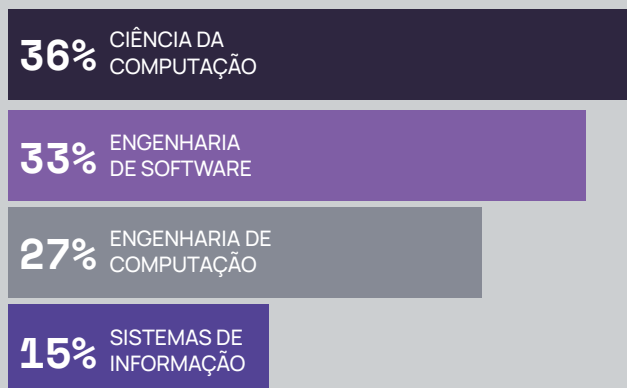 36% CIÊNCIA DA
COMPUTAÇÃO
33% ENGENHARIA
DE SOFTWARE
27% ENGENHARIA DE
COMPUTAÇÃO
15% SISTEMAS DE
INFORMAÇÃO